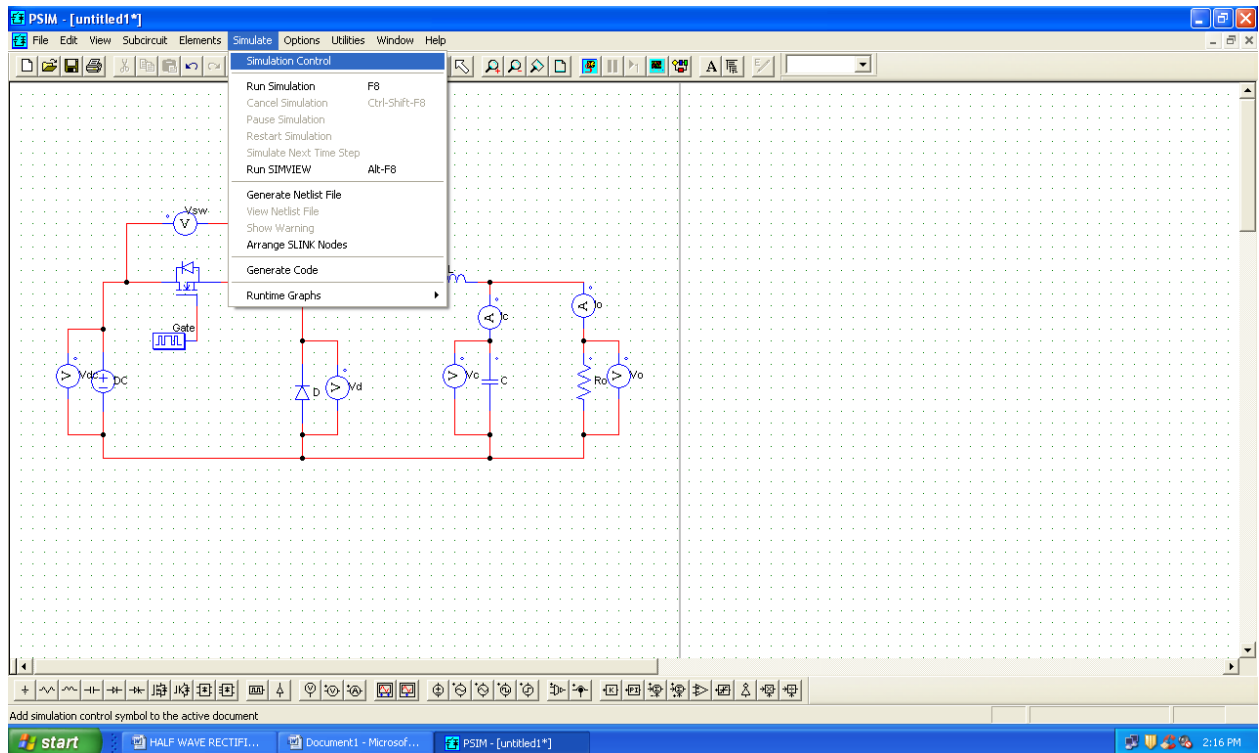 PSIM - [untitled1*]
File Edit View Subcircuit Elements Simulate Options Utilities Window Help
Simulation Control
Run Simulation F8
Cancel Simulation Ctrl-Shift-F8
Pause Simulation
Restart Simulation
Simulate Next Time Step
Run SIMVIEW Alt-F8
Generate Netlist File
View Netlist File
Show Warning
Arrange SLINK Nodes
Generate Code
Runtime Graphs
Vsw
V
L
A
Ic
A
Io
Gate
V
Vdc
DC
D
V
Vd
V
Vc
C
Ro
V
Vo
Add simulation control symbol to the active document
start
HALF WAVE RECTIFI...
Document1 - Microsof...
PSIM - [untitled1*]
2:16 PM